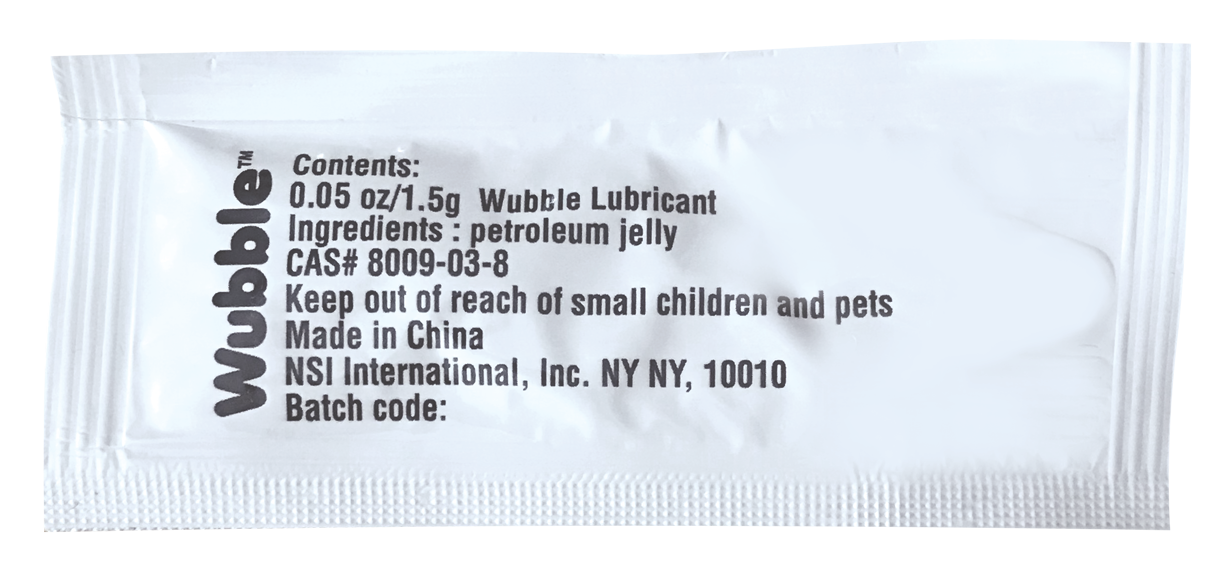 Wubble™
Contents:
0.05 oz/1.5g Wubble Lubricant
Ingredients : petroleum jelly
CAS# 8009-03-8
Keep out of reach of small children and pets
Made in China
NSI International, Inc. NY NY, 10010
Batch code: